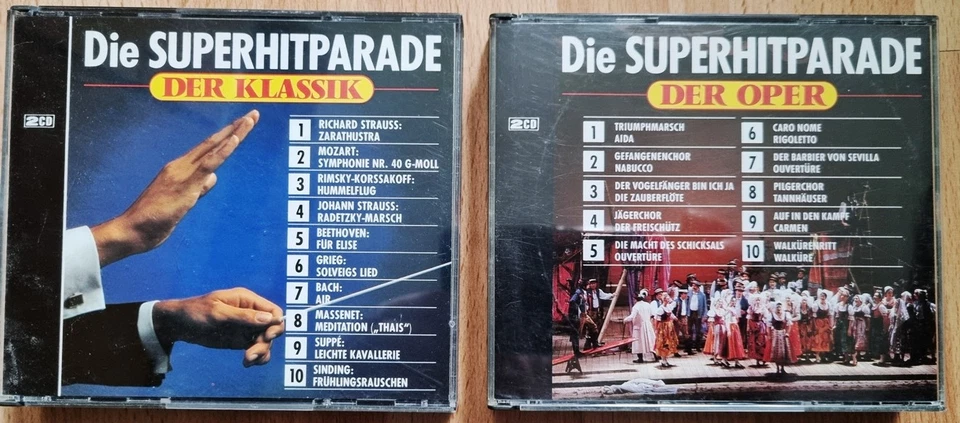 Die SUPERHITPARADE
DER KLASSIK
2CD
1 RICHARD STRAUSS:
ZARATHUSTRA
2 MOZART:
SYMPHONIE NR. 40 G-MOLL
3 RIMSKY-KORSSAKOFF:
HUMMELFLUG
4 JOHANN STRAUSS:
RADETZKY-MARSCH
5 BEETHOVEN:
FÜR ELISE
6 GRIEG:
SOLVEIGS LIED
7 BACH:
AIR
8 MASSENET:
MEDITATION („THAIS“)
9 SUPPÉ:
LEICHTE KAVALLERIE
10 SINDING:
FRÜHLINGSRAUSCHEN
Die SUPERHITPARADE
DER OPER
2CD
1 TRIUMPHMARSCH
AIDA
2 GEFANGENENCHOR
NABUCCO
3 DER VOGELFÄNGER BIN ICH JA
DIE ZAUBERFLÖTE
4 JÄGERCHOR
DER FREISCHÜTZ
5 DIE MACHT DES SCHICKSALS
OUVERTÜRE
6 CARO NOME
RIGOLETTO
7 DER BARBIER VON SEVILLA
OUVERTÜRE
8 PILGERCHOR
TANNHÄUSER
9 AUF IN DEN KAMPF
CARMEN
10 WALKÜRENRITT
WALKÜRE